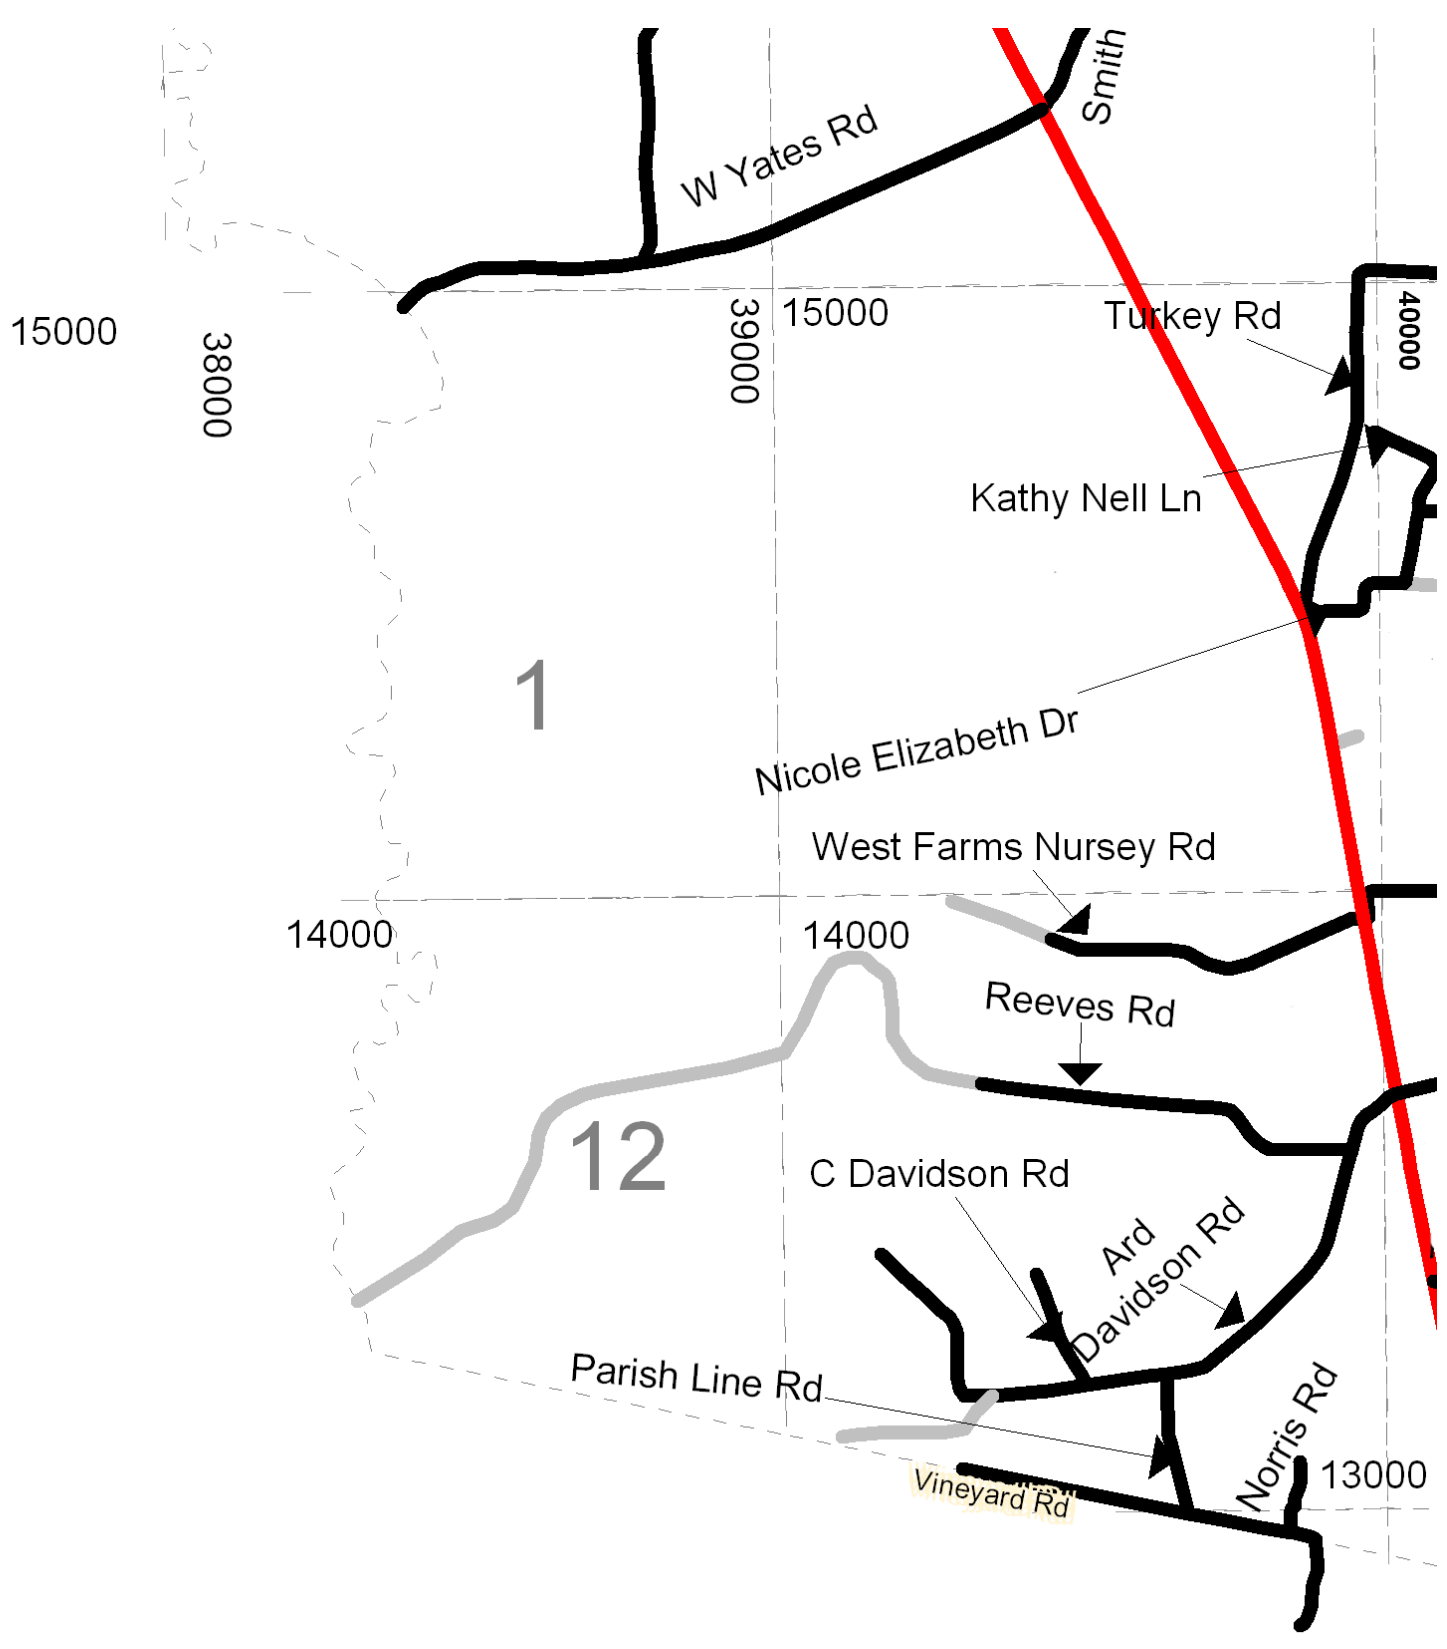 Smith
W Yates Rd
15000
38000
39000
15000
Turkey Rd
40000
Kathy Nell Ln
1
Nicole Elizabeth Dr
West Farms Nursey Rd
14000
14000
Reeves Rd
12
C Davidson Rd
Ard
Davidson Rd
Parish Line Rd
Norris Rd
13000
Vineyard Rd